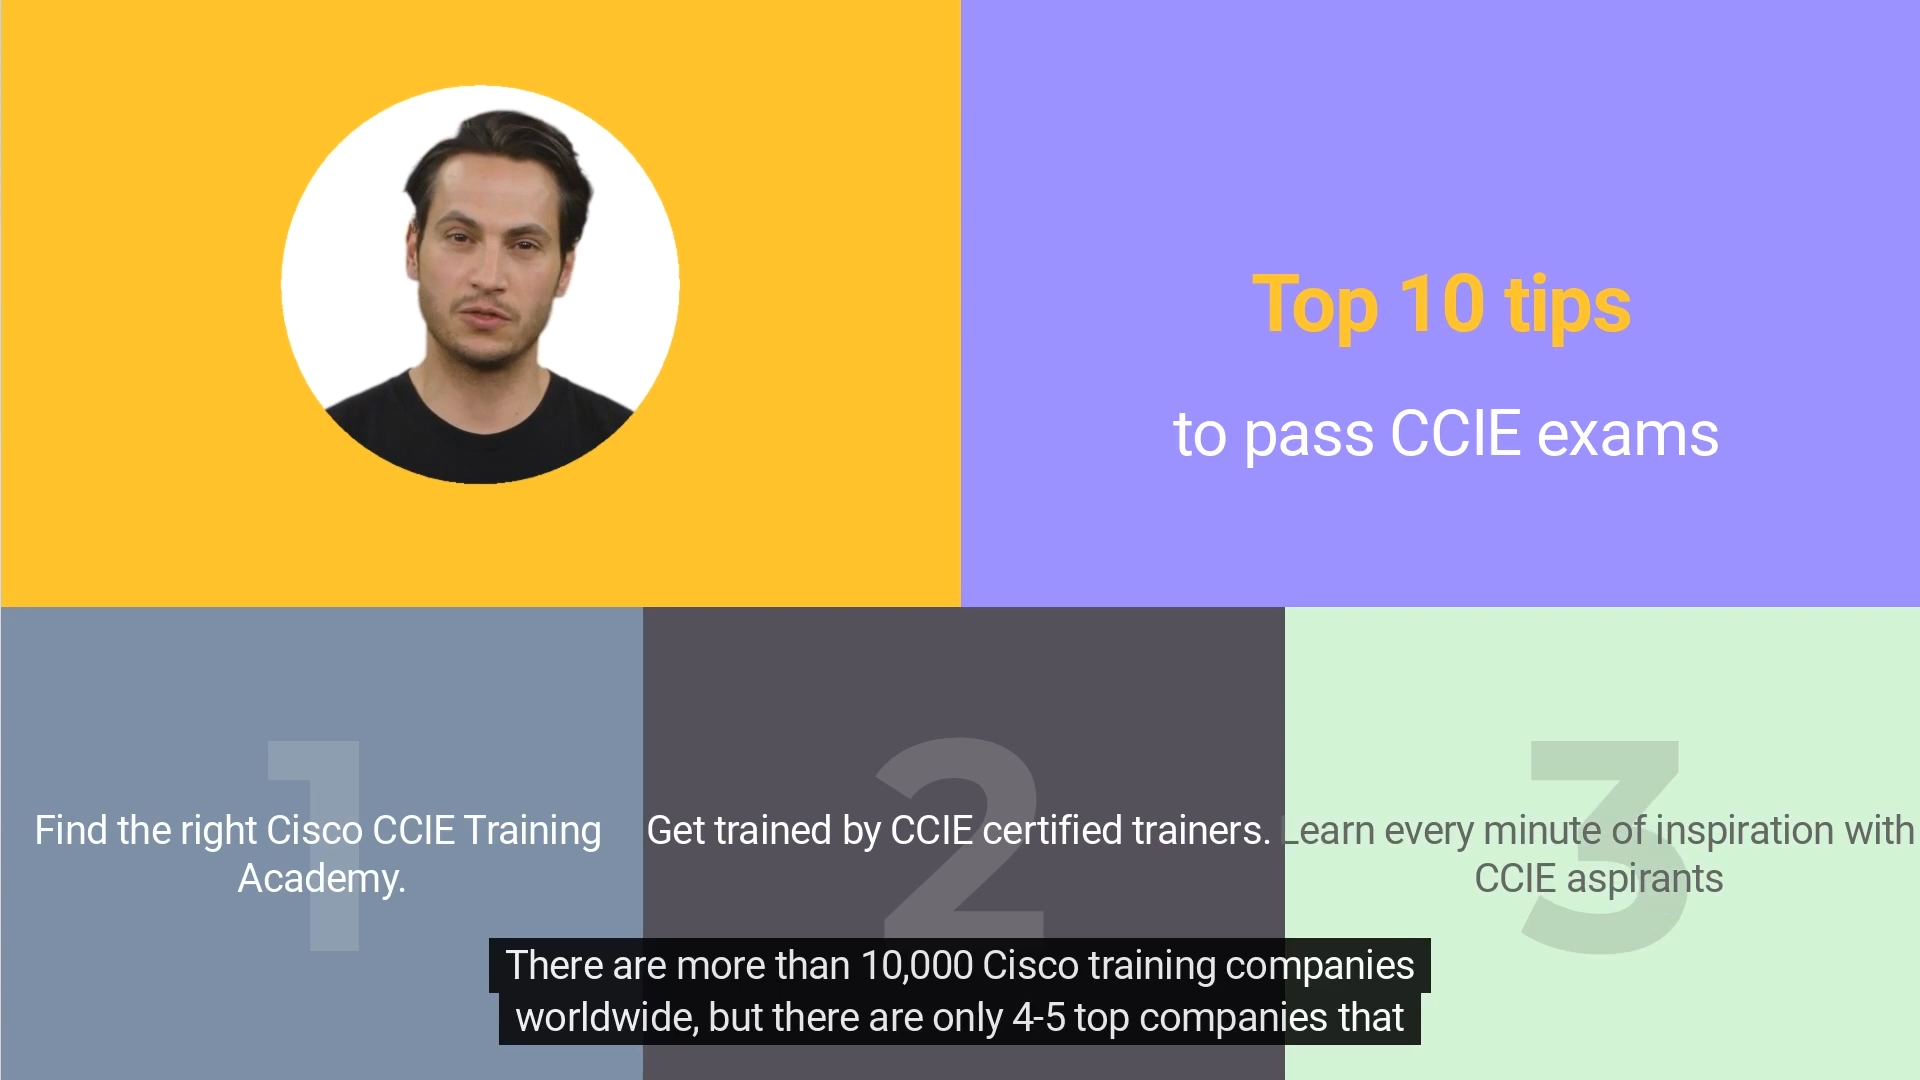 Top 10 tips
to pass CCIE exams
1
Find the right Cisco CCIE Training
Academy.
2
Get trained by CCIE certified trainers.
3
Learn every minute of inspiration with
CCIE aspirants
There are more than 10,000 Cisco training companies
worldwide, but there are only 4-5 top companies that